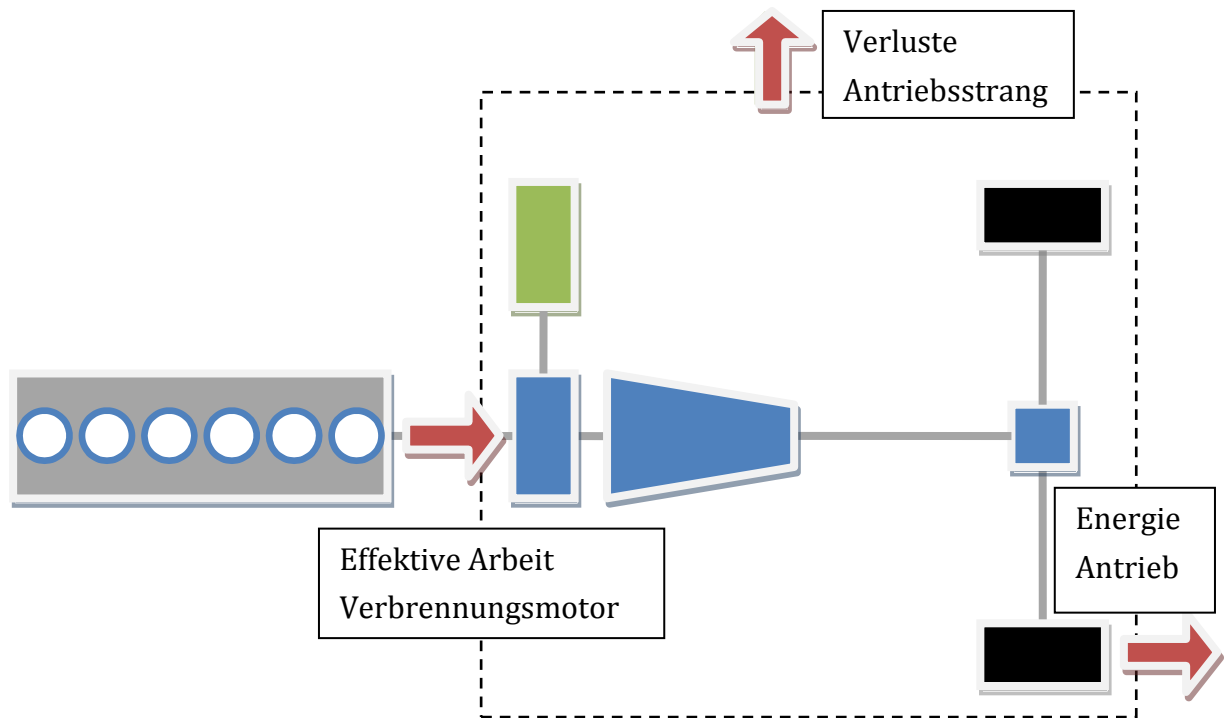 Verluste
Antriebsstrang
Effektive Arbeit
Verbrennungsmotor
Energie
Antrieb